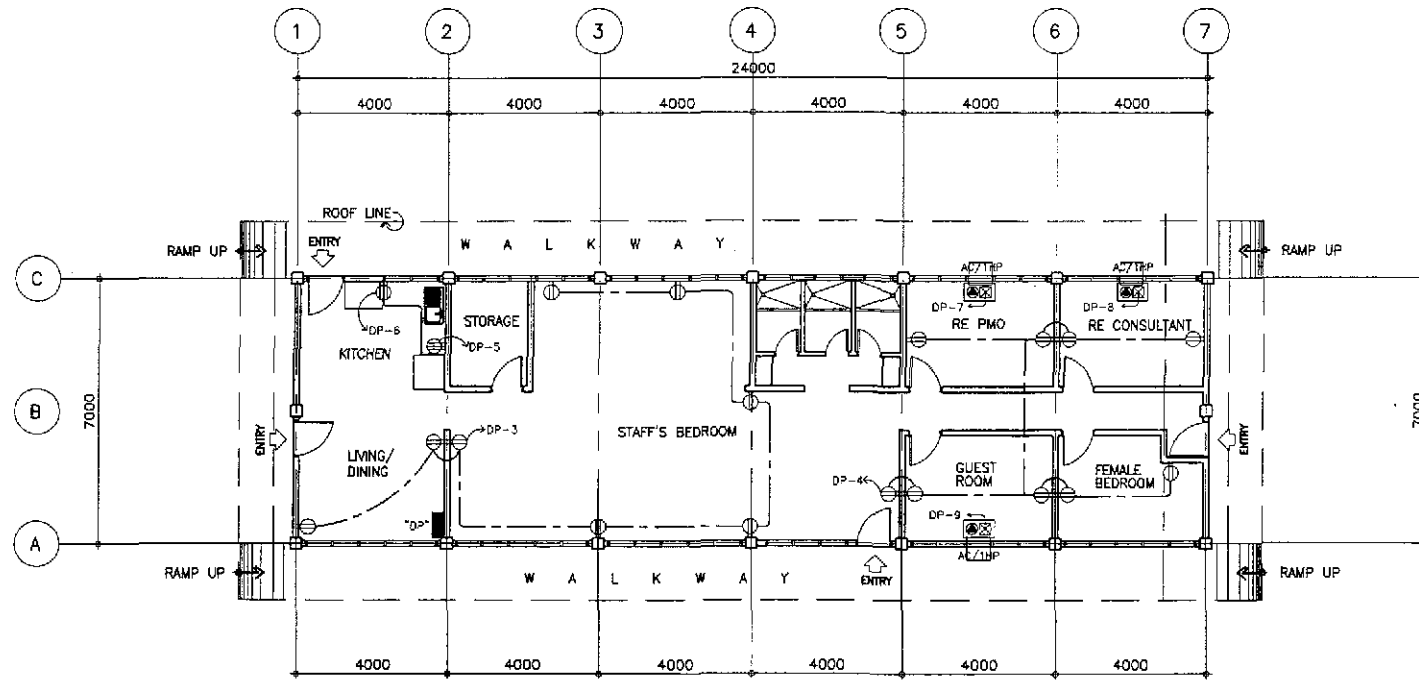 1 2 3 4 5 6 7
24000
4000 4000 4000 4000 4000 4000
ROOF LINE
ENTRY
WALKWAY
RAMP UP
RAMP UP
C
AC/1HP
AC/1HP
DP-7
DP-8
STORAGE
DP-6
RE PMO
RE CONSULTANT
KITCHEN
DP-5
B
7000
7000
DP-3
STAFF'S BEDROOM
ENTRY
ENTRY
LIVING/
DINING
GUEST
ROOM
FEMALE
BEDROOM
DP-4
"DP"
DP-9
A
AC/1HP
RAMP UP
WALKWAY
ENTRY
RAMP UP
4000 4000 4000 4000 4000 4000